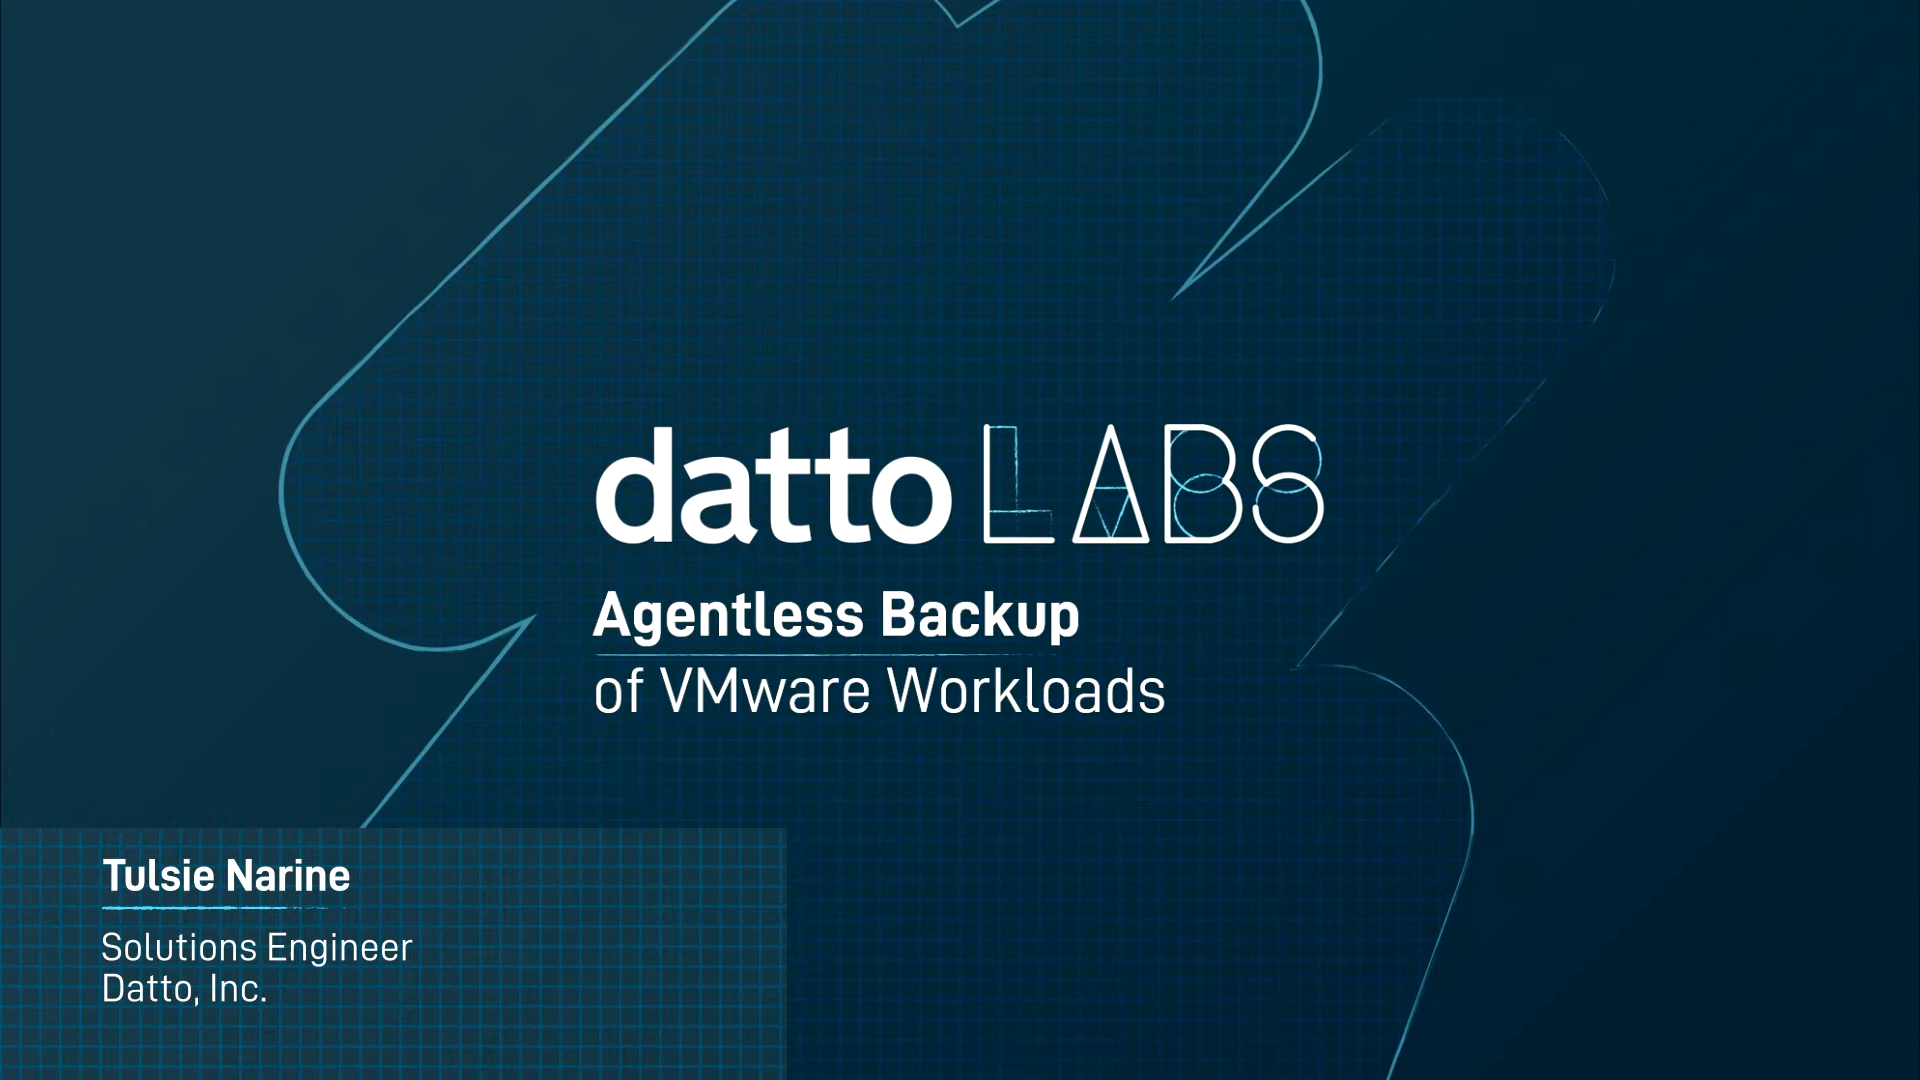 datto LABS
Agentless Backup
of VMware Workloads
Tulsie Narine
Solutions Engineer
Datto, Inc.